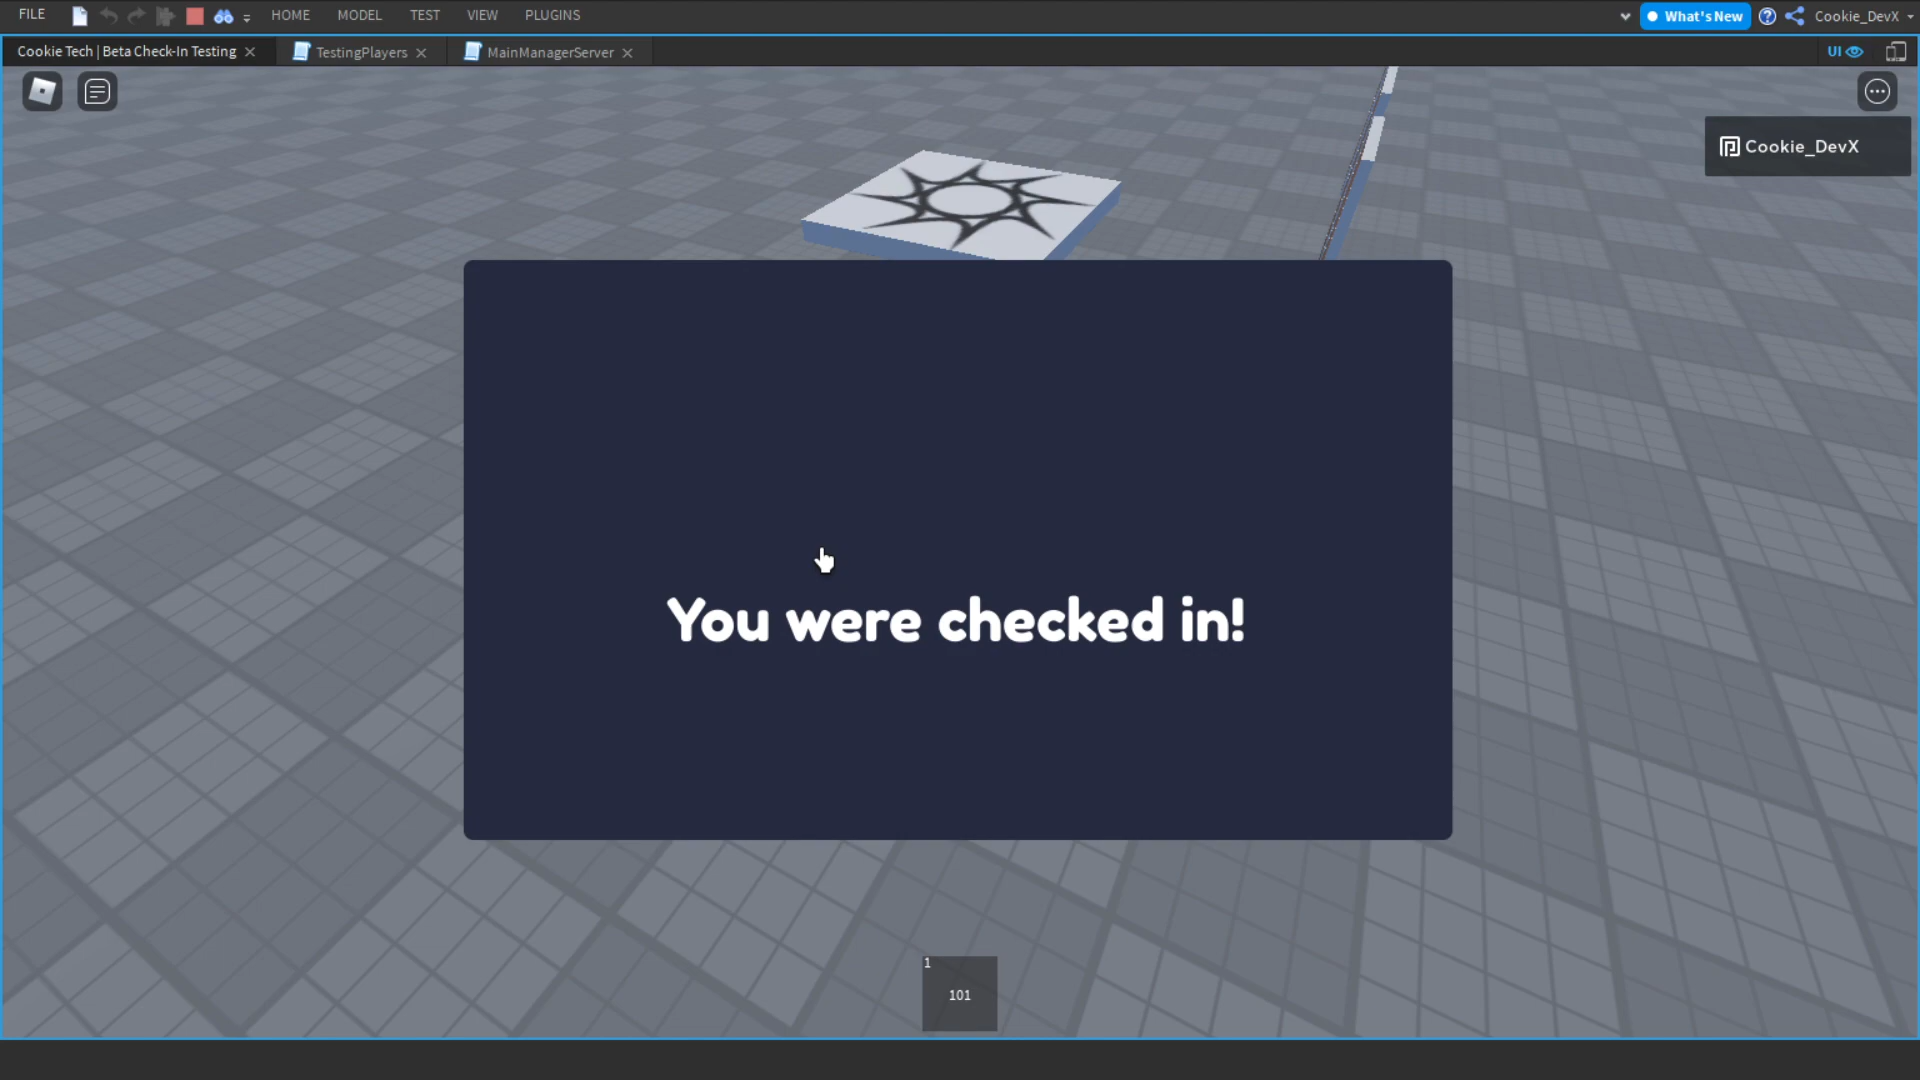 FILE HOME MODEL TEST VIEW PLUGINS What's New Cookie_DevX
Cookie Tech | Beta Check-In Testing TestingPlayers MainManagerServer UI
Cookie_DevX
You were checked in!
1
101